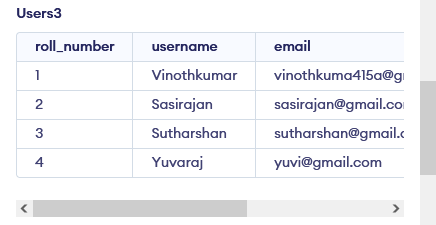 Users3
roll_number username email
1 Vinothkumar
2 Sasirajan
3 Sutharshan
4 Yuvaraj yuvi@gmail.com